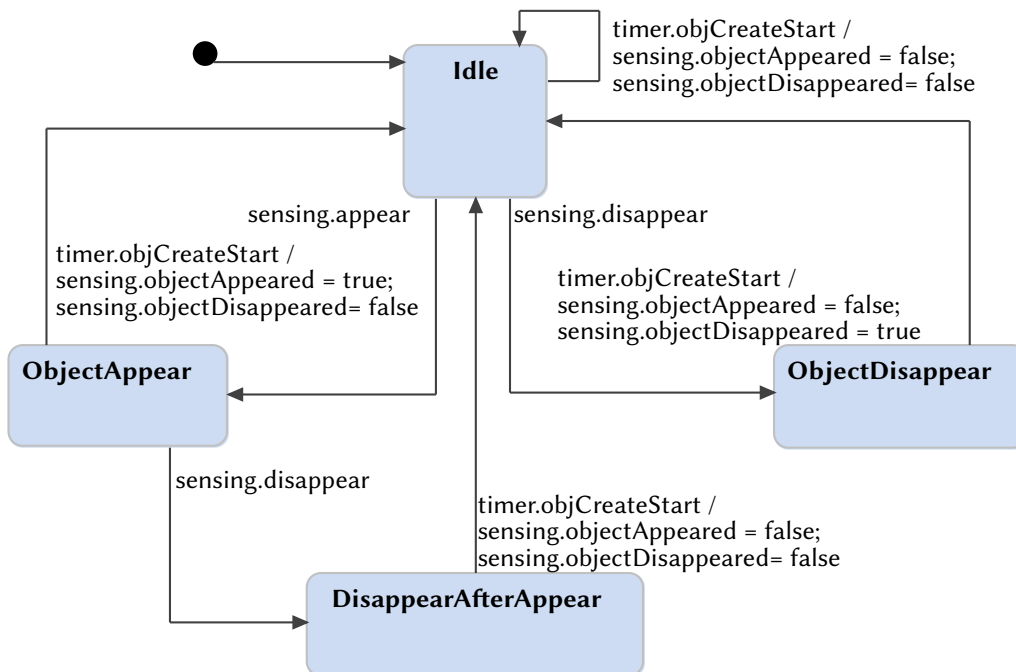 timer.objCreateStart /
sensing.objectAppeared = false;
sensing.objectDisappeared= false
Idle
sensing.appear
sensing.disappear
timer.objCreateStart /
sensing.objectAppeared = true;
sensing.objectDisappeared= false
timer.objCreateStart /
sensing.objectAppeared = false;
sensing.objectDisappeared = true
ObjectAppear
ObjectDisappear
sensing.disappear
timer.objCreateStart /
sensing.objectAppeared = false;
sensing.objectDisappeared= false
DisappearAfterAppear